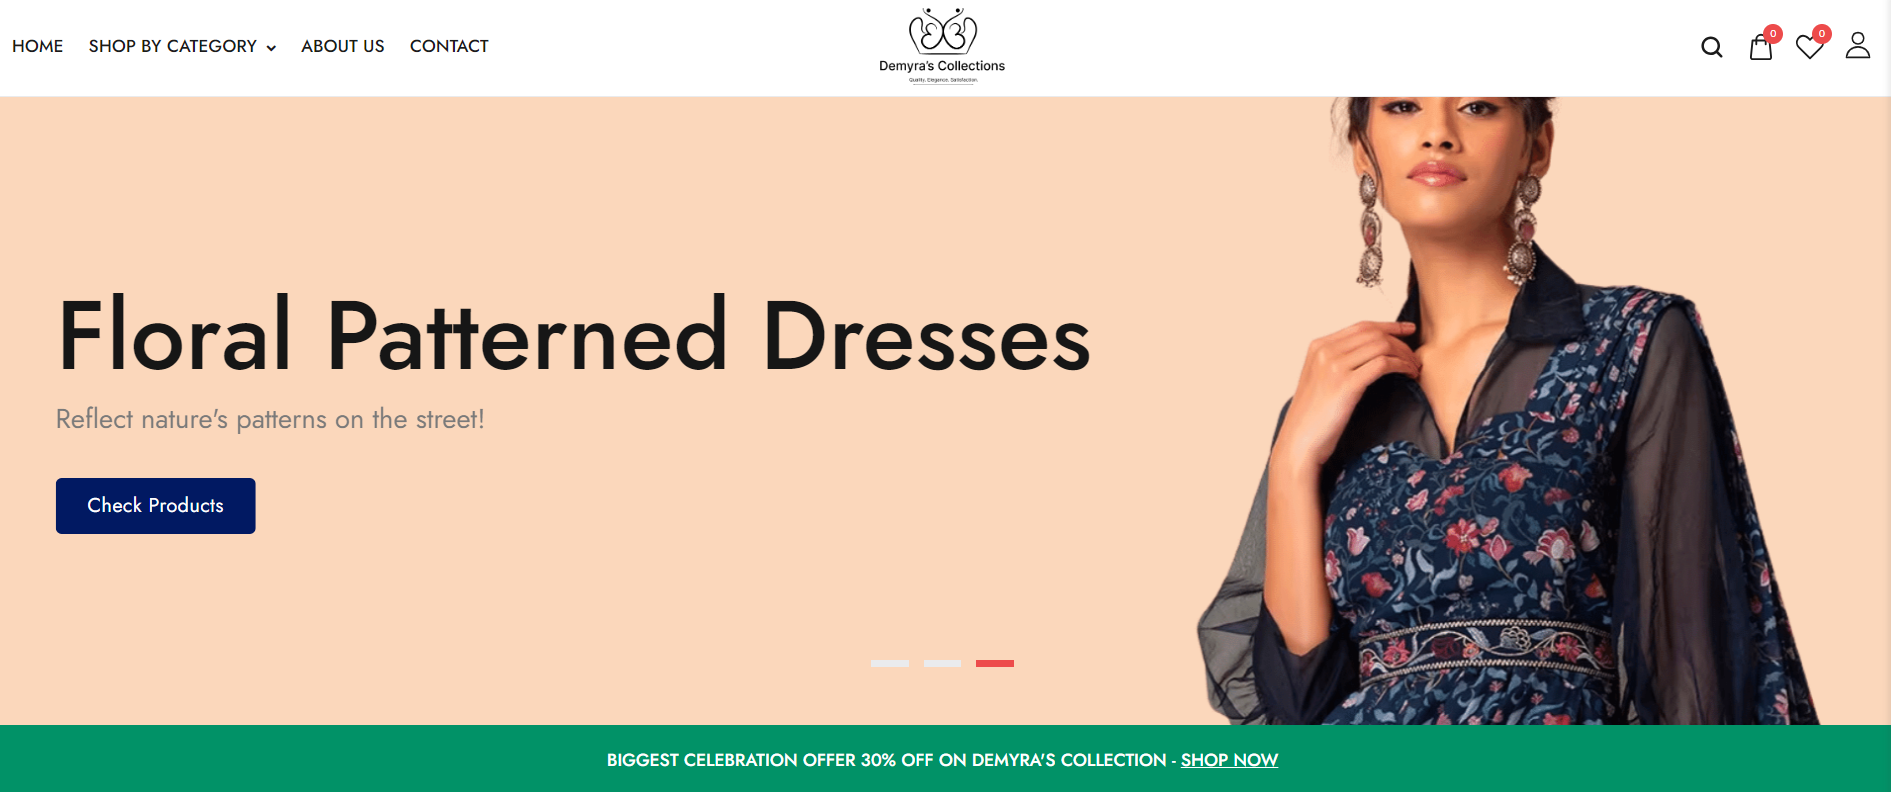 HOME
SHOP BY CATEGORY
ABOUT US
CONTACT
Demyra's Collections
Quality. Elegance. Satisfaction.
0
0
Floral Patterned Dresses
Reflect nature's patterns on the street!
Check Products
BIGGEST CELEBRATION OFFER 30% OFF ON DEMYRA'S COLLECTION - SHOP NOW